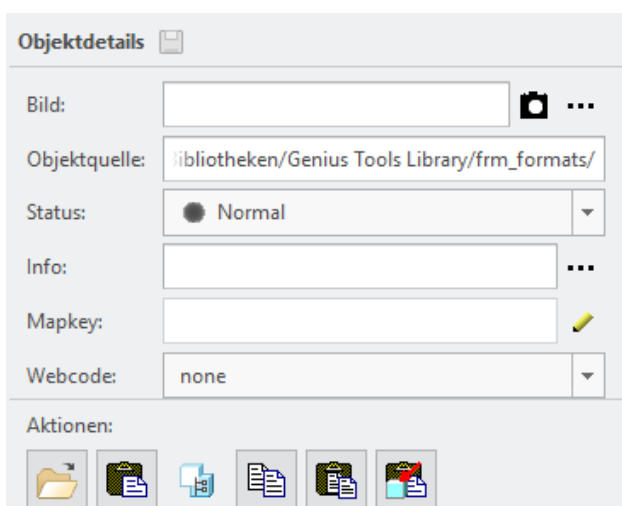 Objektdetails
Bild:
Objektquelle: ibliotheken/Genius Tools Library/frm_formats/
Status: Normal
Info:
Mapkey:
Webcode: none
Aktionen: